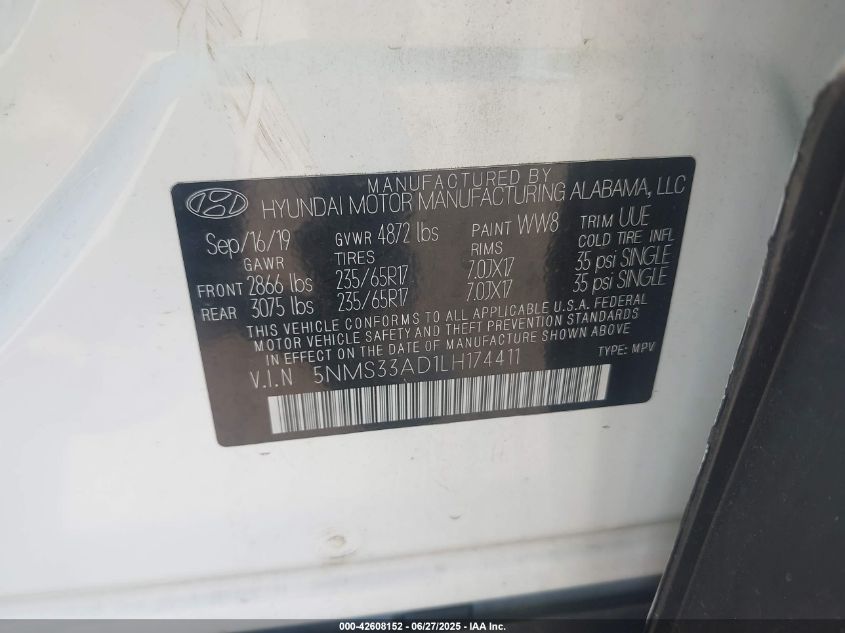 MANUFACTURED BY
HYUNDAI MOTOR MANUFACTURING ALABAMA, LLC
Sep/16/19 GVWR 4872 lbs PAINT WW8 TRIM UUE
GAWR TIRES RIMS COLD TIRE INFL
FRONT 2866 lbs 235/65R17 7.0JX17 35 psi SINGLE
REAR 3075 lbs 235/65R17 7.0JX17 35 psi SINGLE
THIS VEHICLE CONFORMS TO ALL APPLICABLE U.S.A. FEDERAL
MOTOR VEHICLE SAFETY AND THEFT PREVENTION STANDARDS
IN EFFECT ON THE DATE OF MANUFACTURE SHOWN ABOVE
V.I.N 5NMS33AD1LH174411 TYPE: MPV
000-42608152 - 06/27/2025 - IAA Inc.